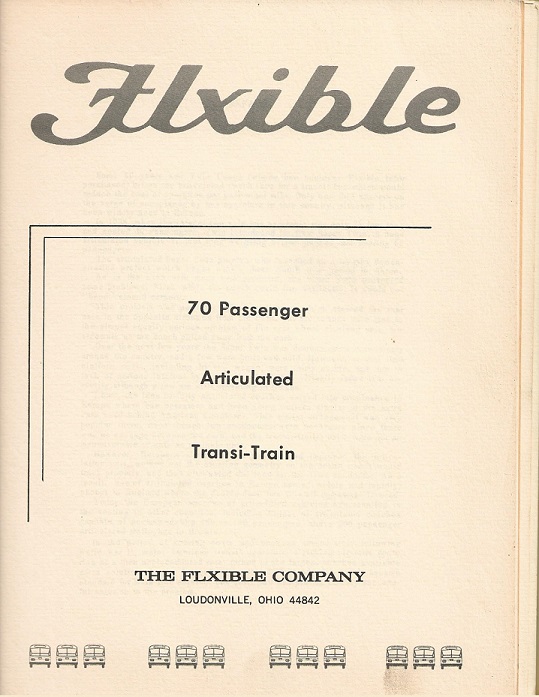 Flxible
70 Passenger
Articulated
Transi-Train
THE FLXIBLE COMPANY
LOUDONVILLE, OHIO 44842